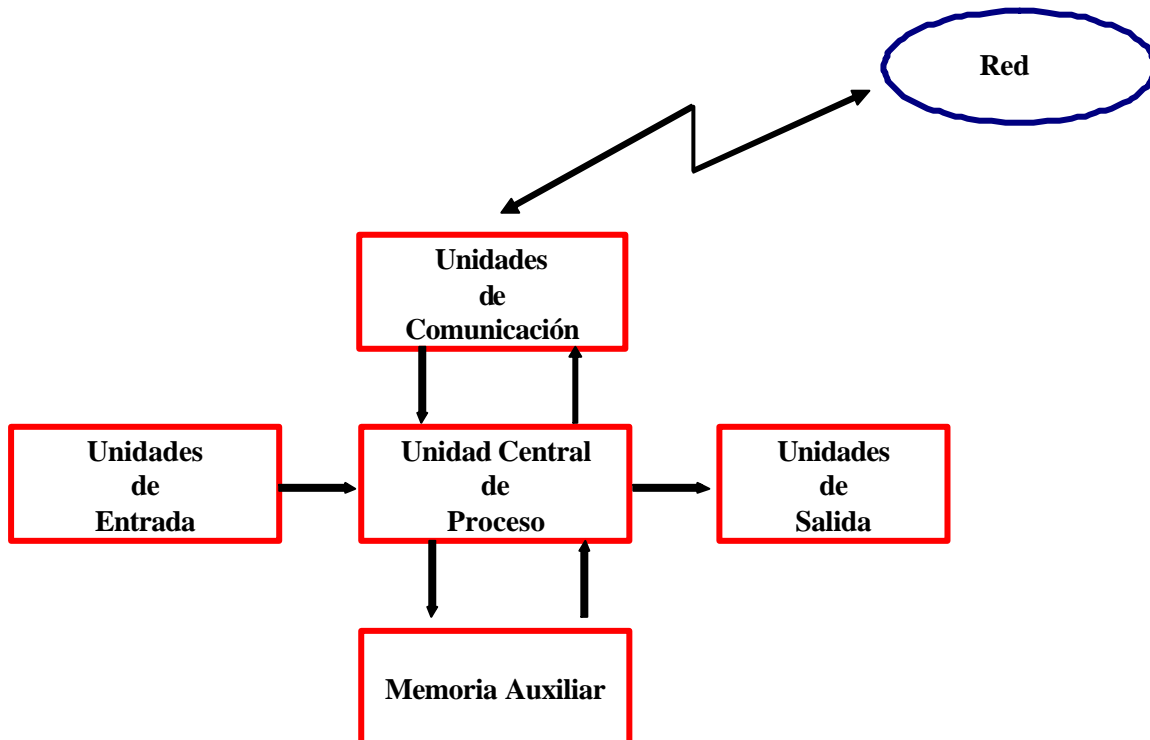 Red
Unidades
de
Comunicación
Unidades
de
Entrada
Unidad Central
de
Proceso
Unidades
de
Salida
Memoria Auxiliar